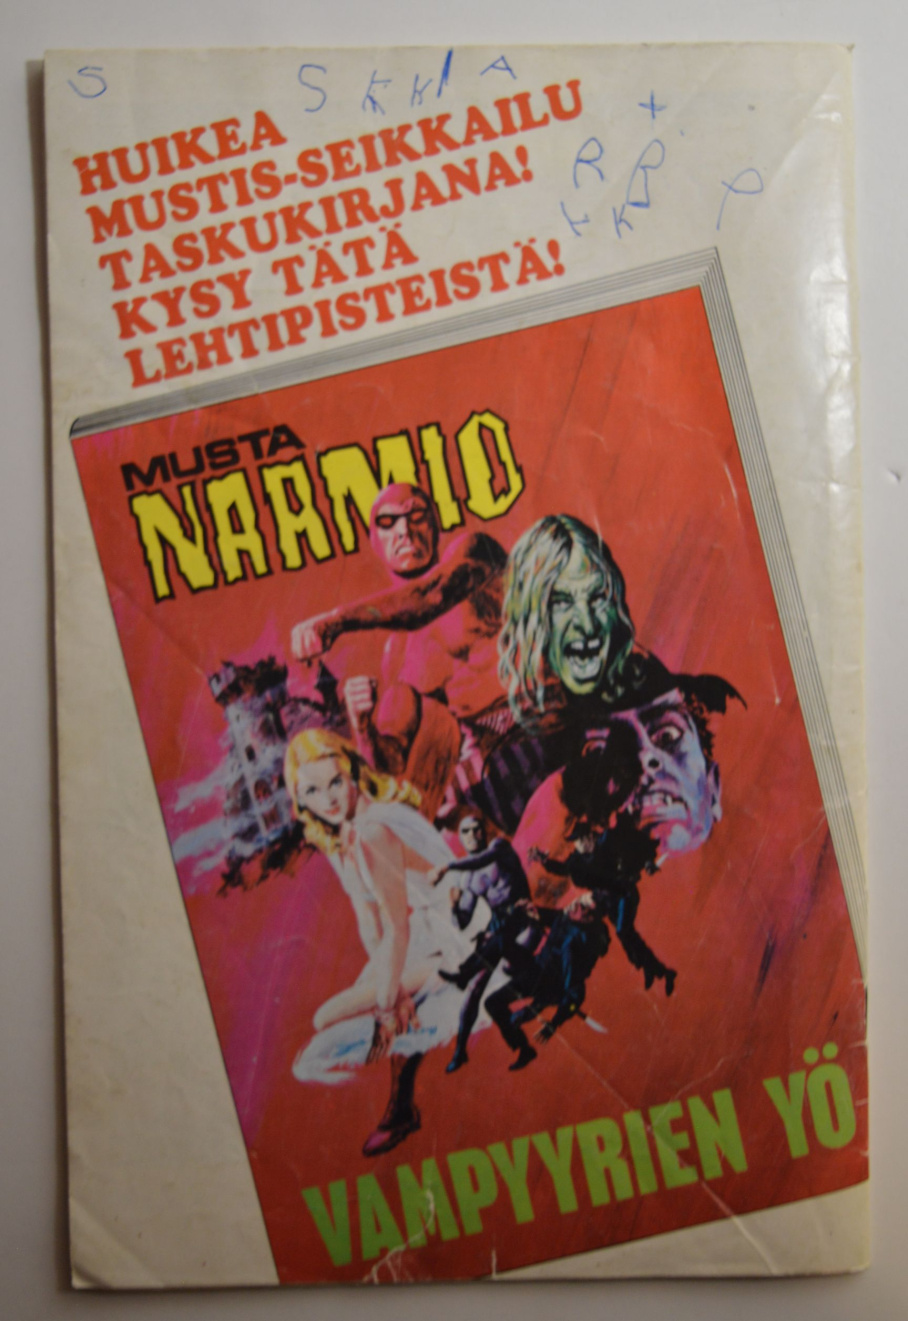 S S K K A
HUIKEA
MUSTIS-SEIKKAILU
TASKUKIRJANA!
KYSY TÄTÄ
LEHTIPISTEISTÄ!
R R
K K P
MUSTA
NAAMIO
VAMPYYRIEN YÖ